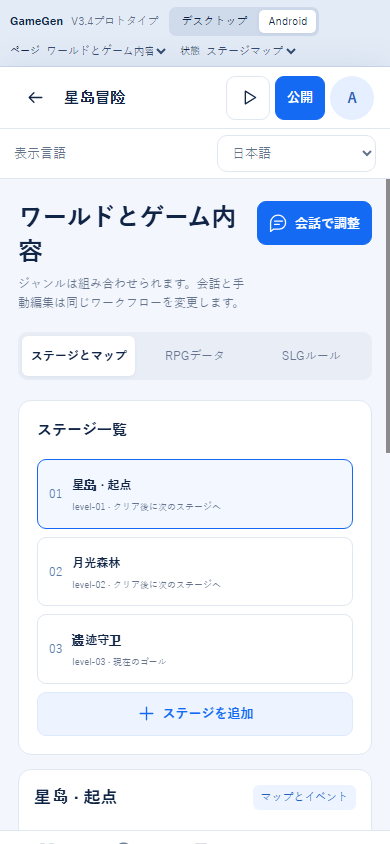 GameGen V3.4プロトタイプ デスクトップ Android
ページ ワールドとゲーム内容 状態 ステージマップ
星岛冒险 公開 A
表示言語 日本語
ワールドとゲーム内
容
会話で調整
ジャンルは組み合わせられます。会話と手
動編集は同じワークフローを変更します。
ステージとマップ RPGデータ SLGルール
ステージ一覧
01 星岛 · 起点
level-01 · クリア後に次のステージへ
02 月光森林
level-02 · クリア後に次のステージへ
03 遗迹守卫
level-03 · 現在のゴール
ステージを追加
星岛 · 起点 マップとイベント